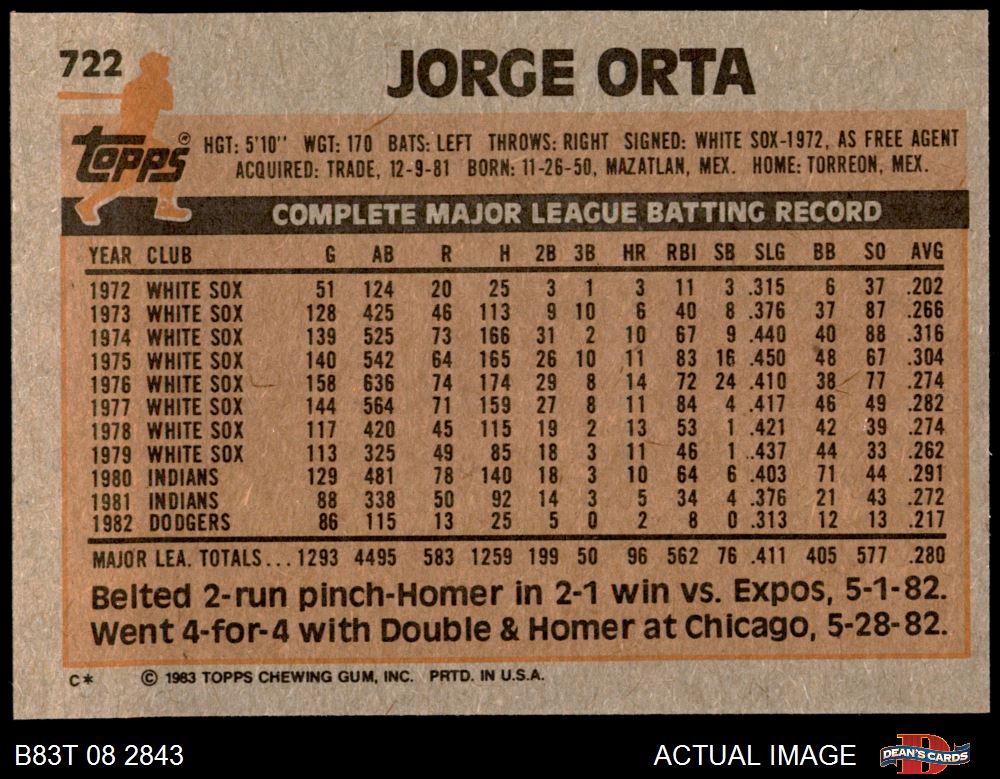 722 JORGE ORTA
Topps® HGT: 5'10" WGT: 170 BATS: LEFT THROWS: RIGHT SIGNED: WHITE SOX-1972, AS FREE AGENT
ACQUIRED: TRADE, 12-9-81 BORN: 11-26-50, MAZATLAN, MEX. HOME: TORREON, MEX.
COMPLETE MAJOR LEAGUE BATTING RECORD
YEAR CLUB G AB R H 2B 3B HR RBI SB SLG BB SO AVG
1972 WHITE SOX 51 124 20 25 3 1 3 11 3 .315 6 37 .202
1973 WHITE SOX 128 425 46 113 9 10 6 40 8 .376 37 87 .266
1974 WHITE SOX 139 525 73 166 31 2 10 67 9 .440 40 88 .316
1975 WHITE SOX 140 542 64 165 26 10 11 83 16 .450 48 67 .304
1976 WHITE SOX 158 636 74 174 29 8 14 72 24 .410 38 77 .274
1977 WHITE SOX 144 564 71 159 27 8 11 84 4 .417 46 49 .282
1978 WHITE SOX 117 420 45 115 19 2 13 53 1 .421 42 39 .274
1979 WHITE SOX 113 325 49 85 18 3 11 46 1 .437 44 33 .262
1980 INDIANS 129 481 78 140 18 3 10 64 6 .403 71 44 .291
1981 INDIANS 88 338 50 92 14 3 5 34 4 .376 21 43 .272
1982 DODGERS 86 115 13 25 5 0 2 8 0 .313 12 13 .217
MAJOR LEA. TOTALS... 1293 4495 583 1259 199 50 96 562 76 .411 405 577 .280
Belted 2-run pinch-Homer in 2-1 win vs. Expos, 5-1-82.
Went 4-for-4 with Double & Homer at Chicago, 5-28-82.
C* © 1983 TOPPS CHEWING GUM, INC. PRTD. IN U.S.A.
B83T 08 2843 ACTUAL IMAGE DEAN'S CARDS